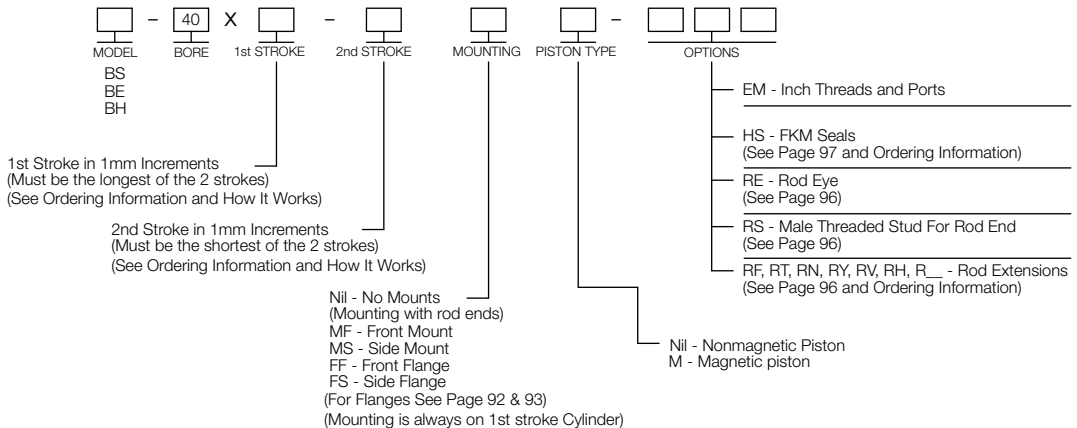 - 40 X - -
MODEL BORE 1st STROKE 2nd STROKE MOUNTING PISTON TYPE OPTIONS
BS
BE
BH
EM - Inch Threads and Ports
HS - FKM Seals
(See Page 97 and Ordering Information)
RE - Rod Eye
(See Page 96)
RS - Male Threaded Stud For Rod End
(See Page 96)
RF, RT, RN, RY, RV, RH, R__ - Rod Extensions
(See Page 96 and Ordering Information)
1st Stroke in 1mm Increments
(Must be the longest of the 2 strokes)
(See Ordering Information and How It Works)
2nd Stroke in 1mm Increments
(Must be the shortest of the 2 strokes)
(See Ordering Information and How It Works)
Nil - No Mounts
(Mounting with rod ends)
MF - Front Mount
MS - Side Mount
FF - Front Flange
FS - Side Flange
(For Flanges See Page 92 & 93)
(Mounting is always on 1st stroke Cylinder)
Nil - Nonmagnetic Piston
M - Magnetic piston